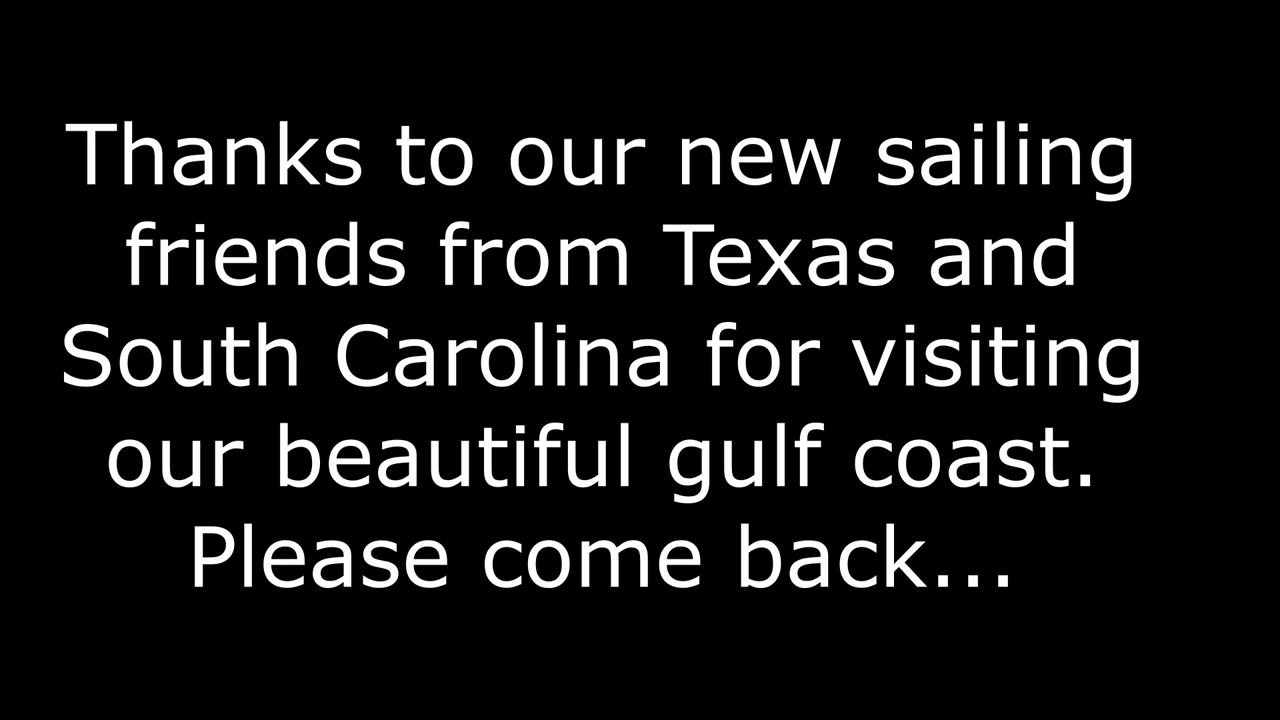 Thanks to our new sailing
friends from Texas and
South Carolina for visiting
our beautiful gulf coast.
Please come back...